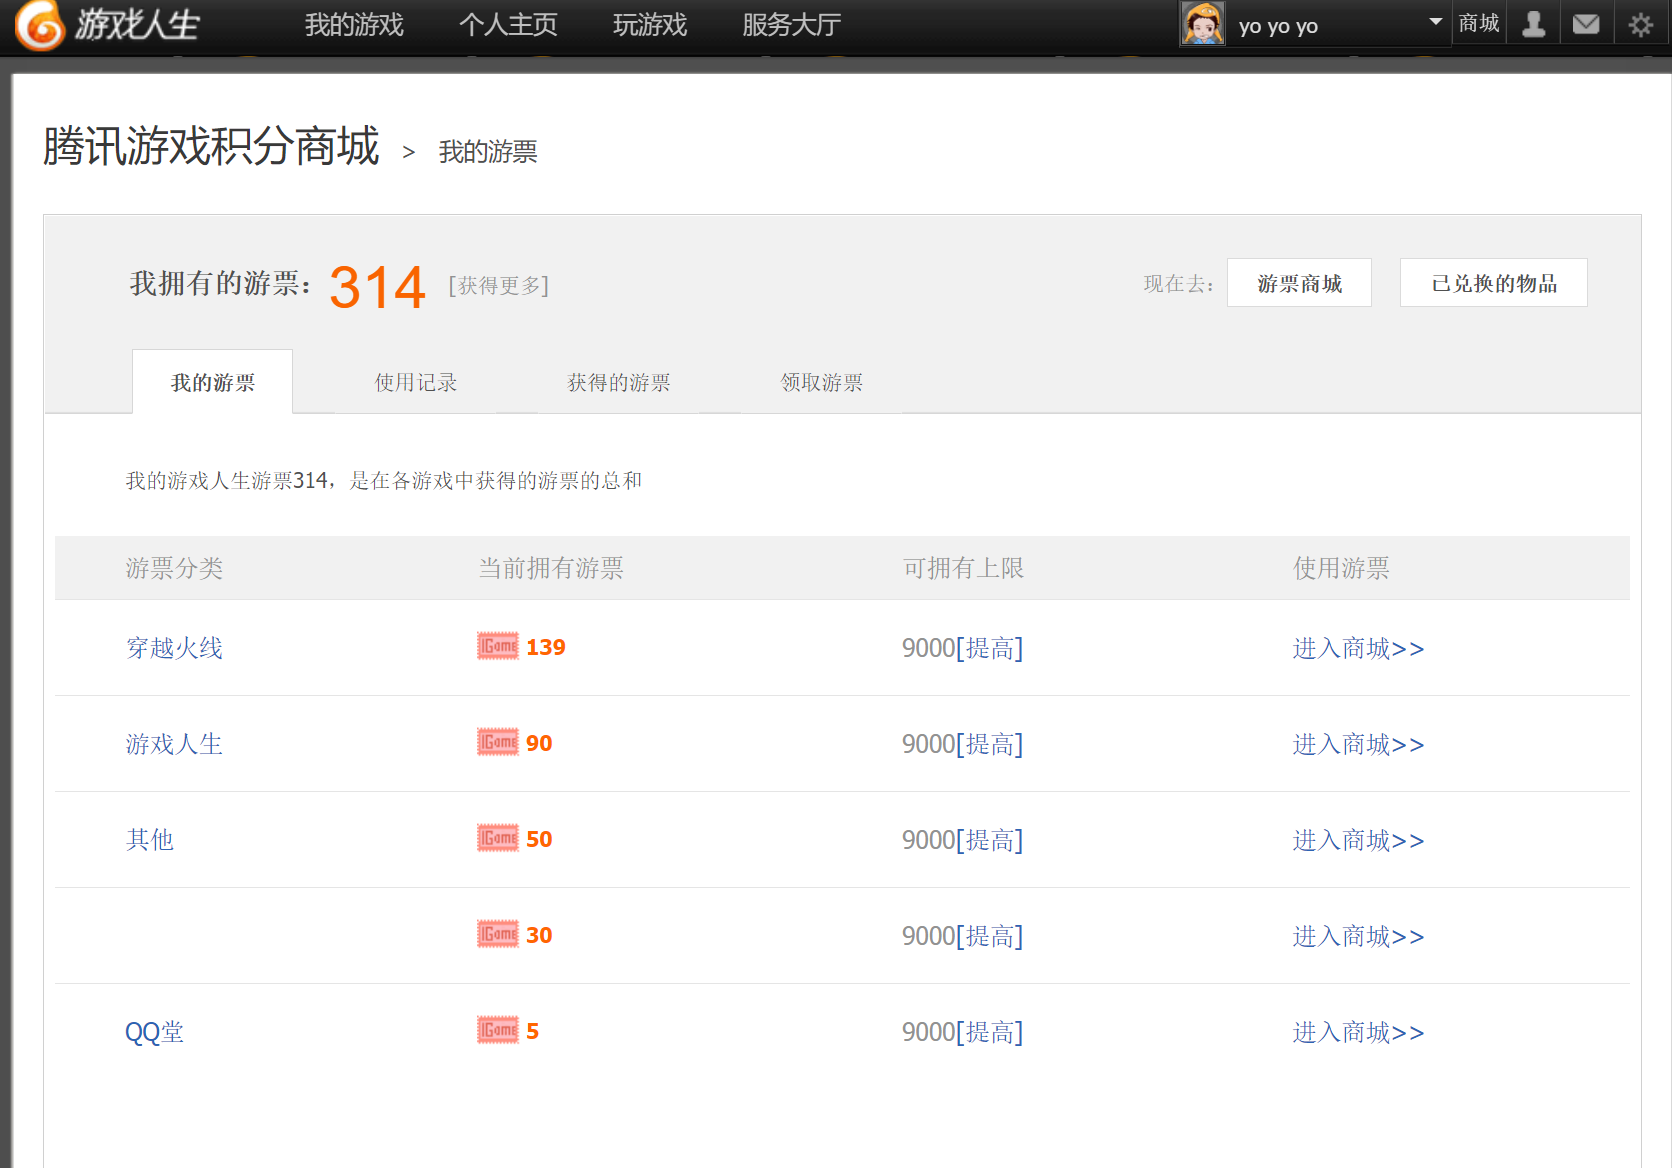 游戏人生 我的游戏 个人主页 玩游戏 服务大厅 yo yo yo 商城
腾讯游戏积分商城 > 我的游票
我拥有的游票：314 [获得更多] 现在去： 游票商城 已兑换的物品
我的游票 使用记录 获得的游票 领取游票
我的游戏人生游票314，是在各游戏中获得的游票的总和
游票分类 当前拥有游票 可拥有上限 使用游票
穿越火线 IGame 139 9000[提高] 进入商城>>
游戏人生 IGame 90 9000[提高] 进入商城>>
其他 IGame 50 9000[提高] 进入商城>>
IGame 30 9000[提高] 进入商城>>
QQ堂 IGame 5 9000[提高] 进入商城>>